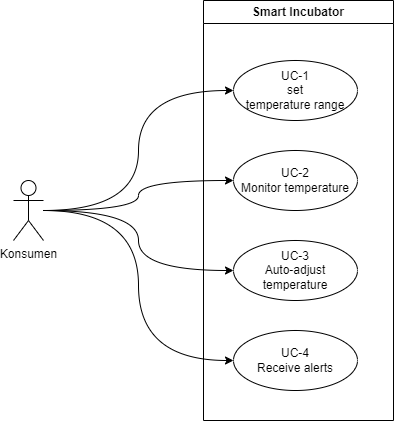 Smart Incubator
UC-1
set
temperature range
UC-2
Monitor temperature
Konsumen
UC-3
Auto-adjust
temperature
UC-4
Receive alerts